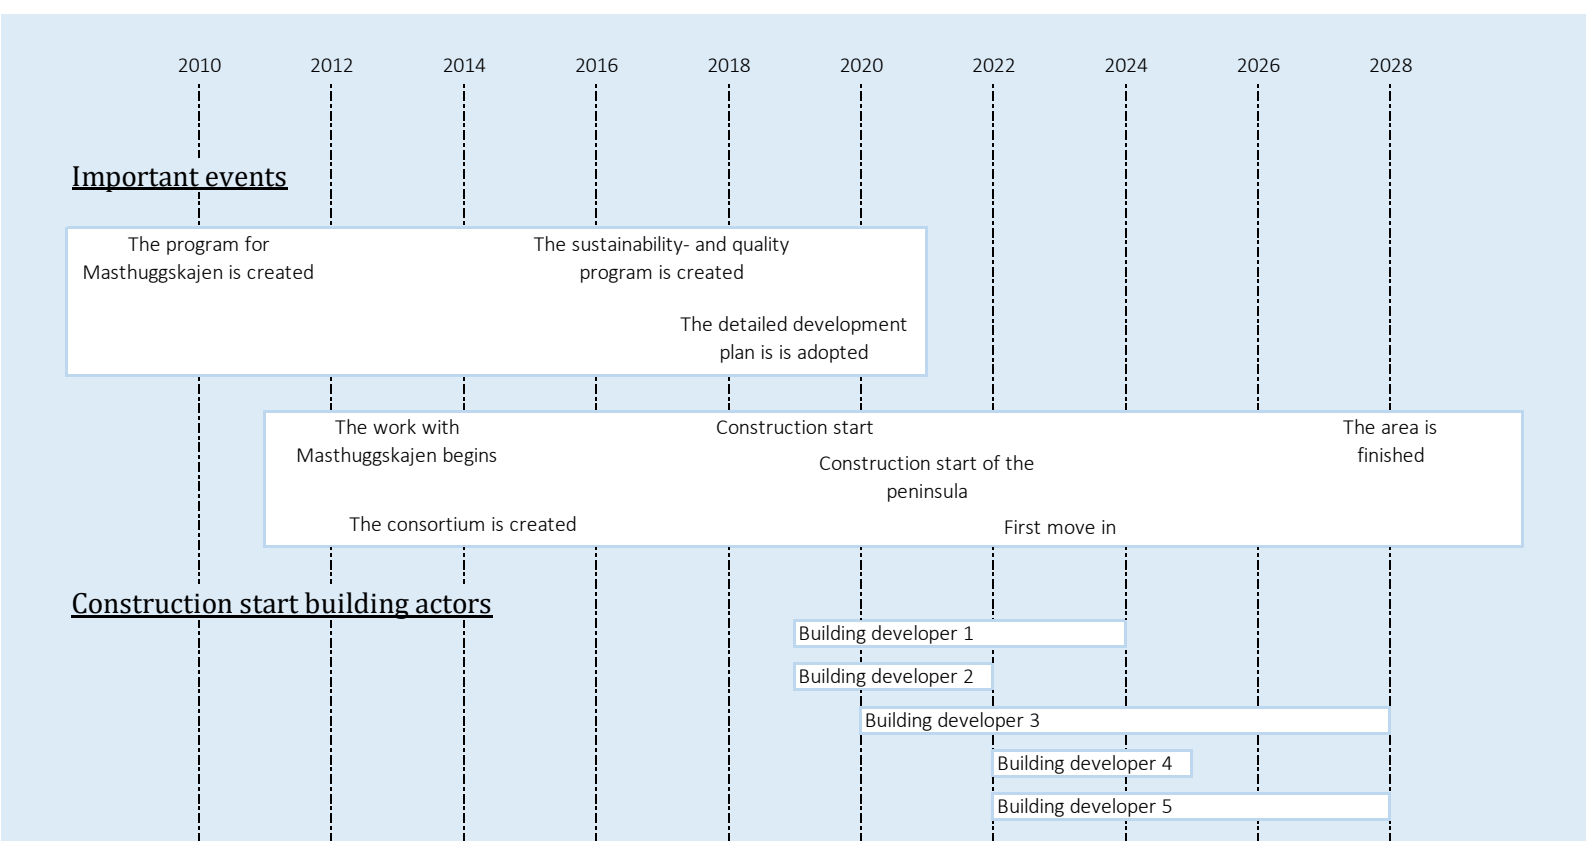 2010 2012 2014 2016 2018 2020 2022 2024 2026 2028
Important events
The program for
Masthuggskajen is created
The sustainability- and quality
program is created
The detailed development
plan is is adopted
The work with
Masthuggskajen begins
The consortium is created
Construction start
Construction start of the
peninsula
First move in
The area is
finished
Construction start building actors
Building developer 1
Building developer 2
Building developer 3
Building developer 4
Building developer 5